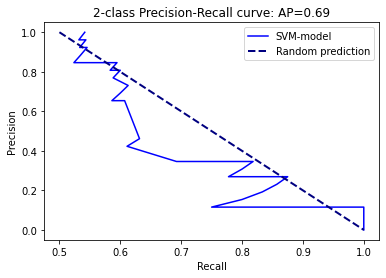 2-class Precision-Recall curve: AP=0.69
SVM-model
Random prediction
Precision
1.0
0.8
0.6
0.4
0.2
0.0
0.5
0.6
0.7
0.8
0.9
1.0
Recall